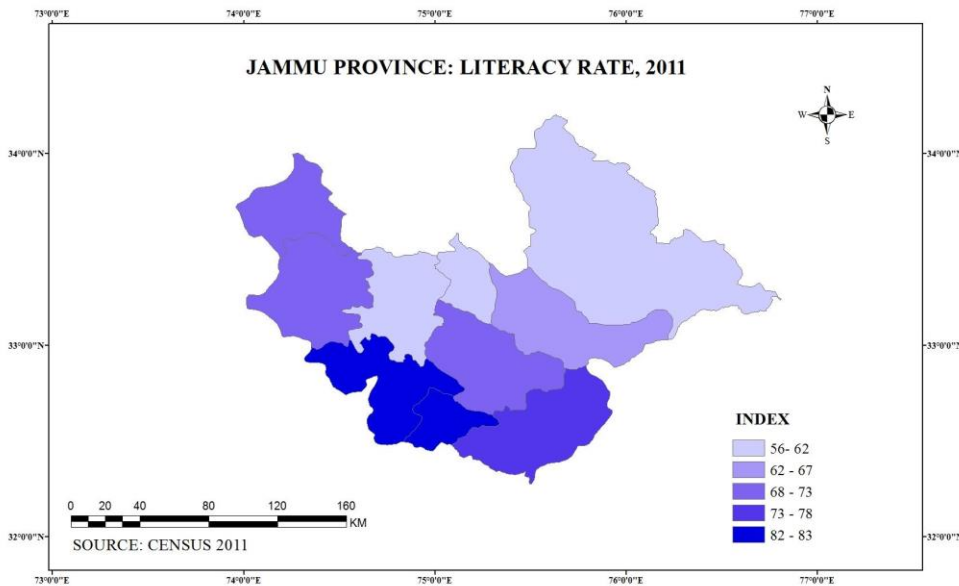 73°0'0"E 74°0'0"E 75°0'0"E 76°0'0"E 77°0'0"E
JAMMU PROVINCE: LITERACY RATE, 2011
N
W E
S
34°0'0"N 34°0'0"N
33°0'0"N 33°0'0"N
INDEX
56- 62
62 - 67
68 - 73
73 - 78
82 - 83
0 20 40 80 120 160
KM
SOURCE: CENSUS 2011
32°0'0"N 32°0'0"N
73°0'0"E 74°0'0"E 75°0'0"E 76°0'0"E 77°0'0"E